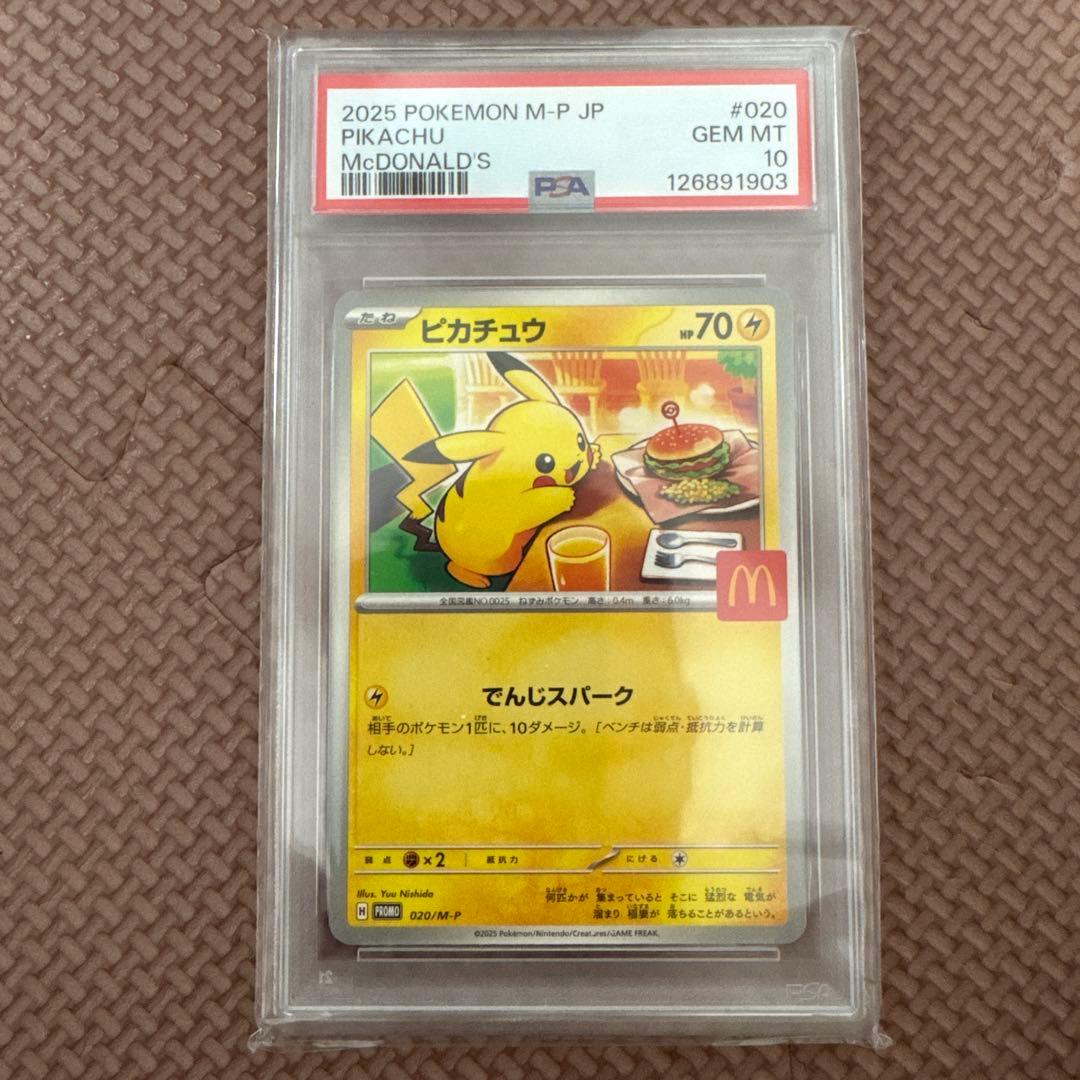 2025 POKEMON M-P JP #020
PIKACHU GEM MT
McDONALD'S 10
PSA 126891903
たね ピカチュウ HP70
全国図鑑NO.0025 ねずみポケモン 高さ:0.4m 重さ:6.0kg
でんじスパーク
相手のポケモン1匹に、10ダメージ。[ベンチは弱点・抵抗力を計算
しない。]
弱点 ×2 抵抗力 にげる
Illus. Yuu Nishida
何匹かが 集まっていると そこに 猛烈な 電気が
溜まり 稲妻が 落ちることがあるという。
H PROMO 020/M-P
©2025 Pokémon/Nintendo/Creatures/GAME FREAK.
PSA